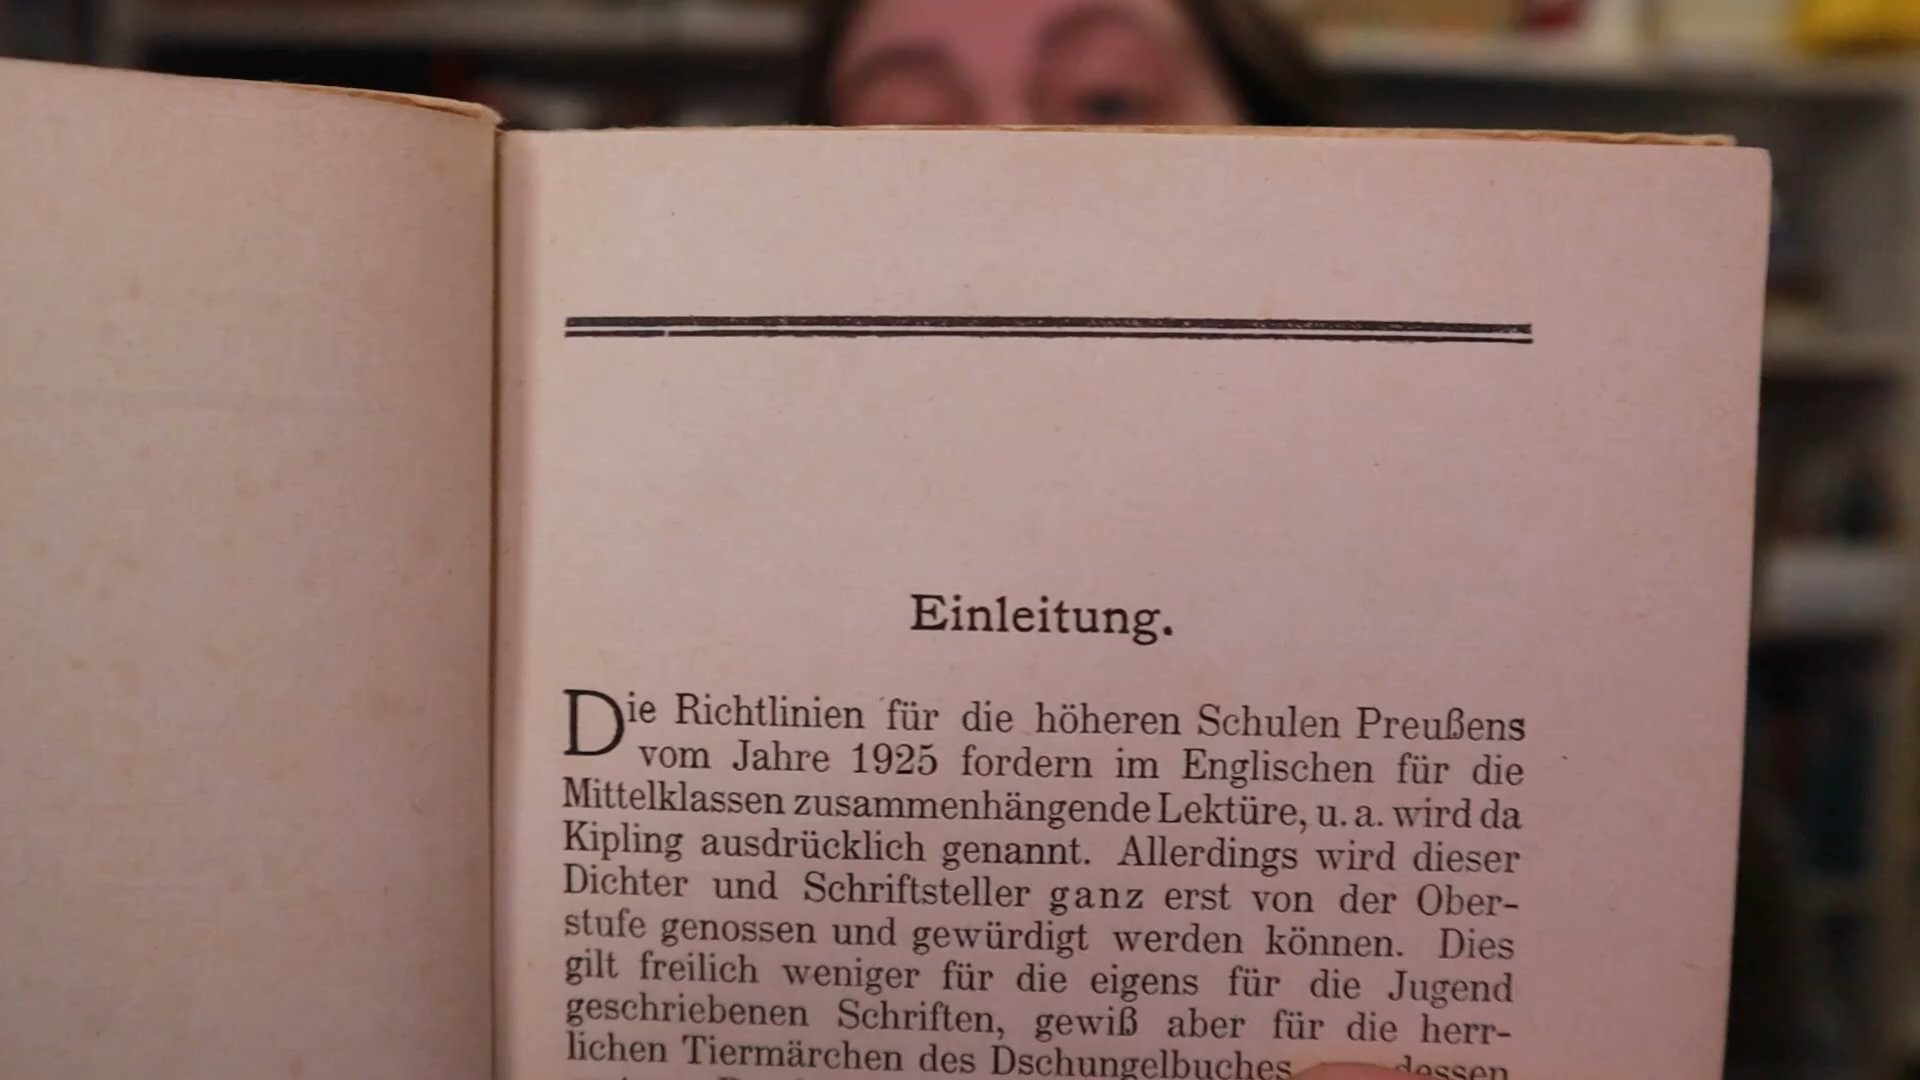 Einleitung.
Die Richtlinien für die höheren Schulen Preußens
vom Jahre 1925 fordern im Englischen für die
Mittelklassen zusammenhängende Lektüre, u. a. wird da
Kipling ausdrücklich genannt. Allerdings wird dieser
Dichter und Schriftsteller ganz erst von der Ober-
stufe genossen und gewürdigt werden können. Dies
gilt freilich weniger für die eigens für die Jugend
geschriebenen Schriften, gewiß aber für die herr-
lichen Tiermärchen des Dschungelbuches dessen